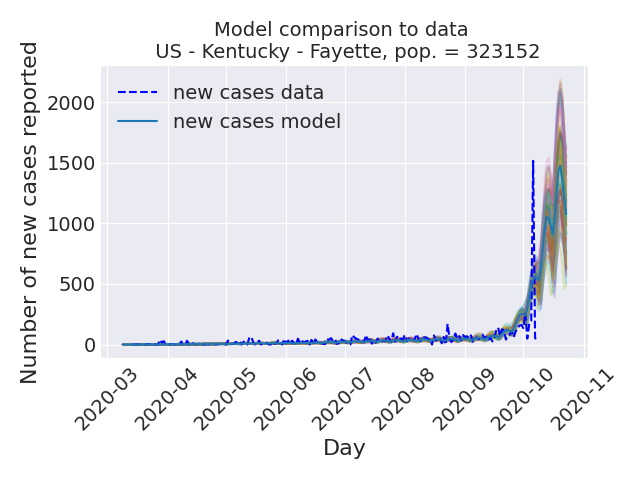 Model comparison to data
US - Kentucky - Fayette, pop. = 323152
Number of new cases reported
new cases data
new cases model
2000
1500
1000
500
0
2020-03
2020-04
2020-05
2020-06
2020-07
2020-08
2020-09
2020-10
2020-11
Day